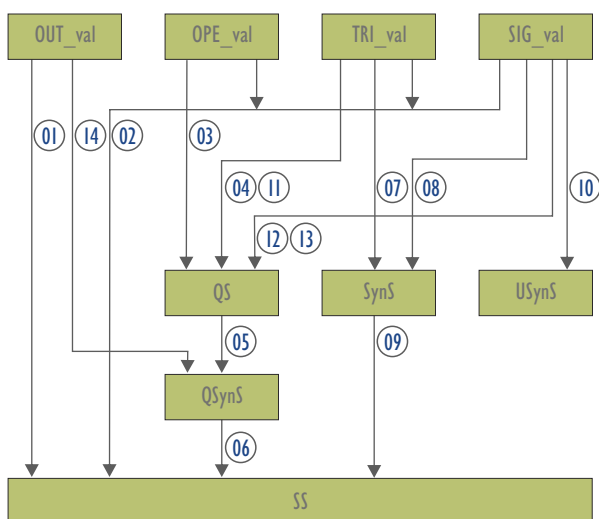 OUT_val OPE_val TRI_val SIG_val
01 14 02 03
04 11 07 08 10
12 13
QS SynS USynS
05 09
QSynS
06
SS